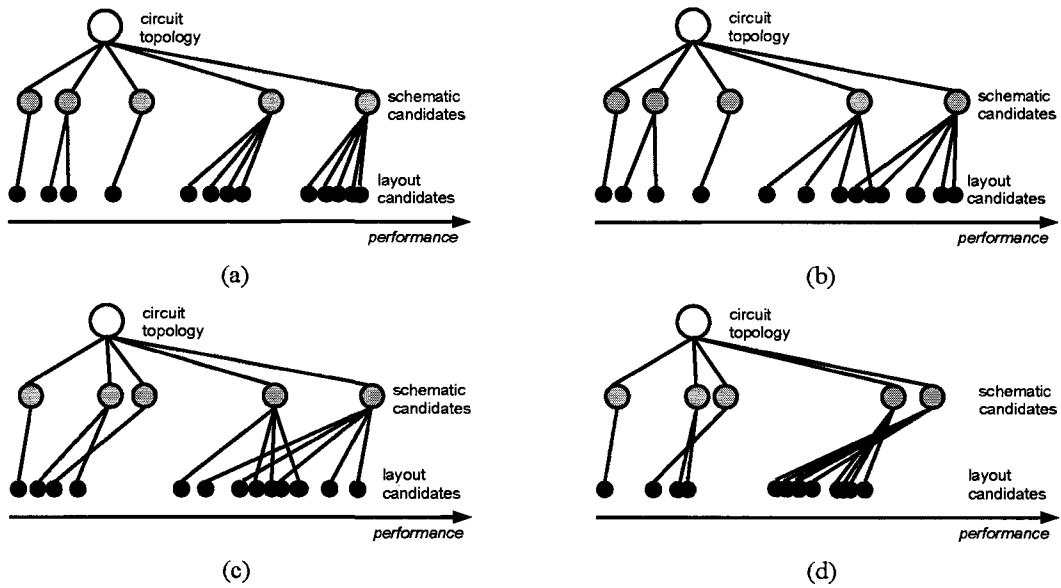 circuit
topology
schematic
candidates
layout
candidates
performance
(a)
circuit
topology
schematic
candidates
layout
candidates
performance
(b)
circuit
topology
schematic
candidates
layout
candidates
performance
(c)
circuit
topology
schematic
candidates
layout
candidates
performance
(d)